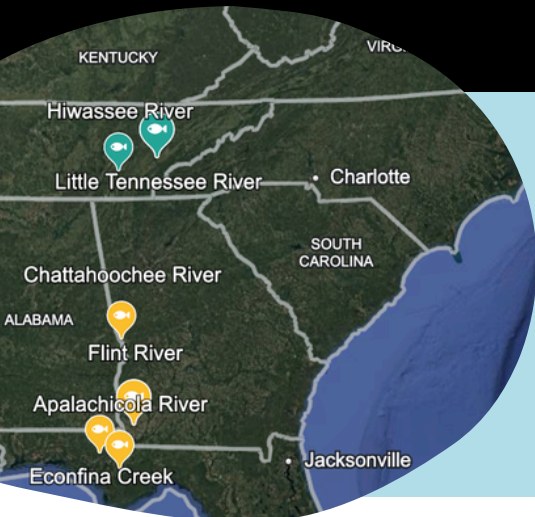 KENTUCKY
Hiwassee River
Little Tennessee River
Charlotte
SOUTH
CAROLINA
Chattahoochee River
ALABAMA
Flint River
Apalachicola River
Jacksonville
Econfina Creek